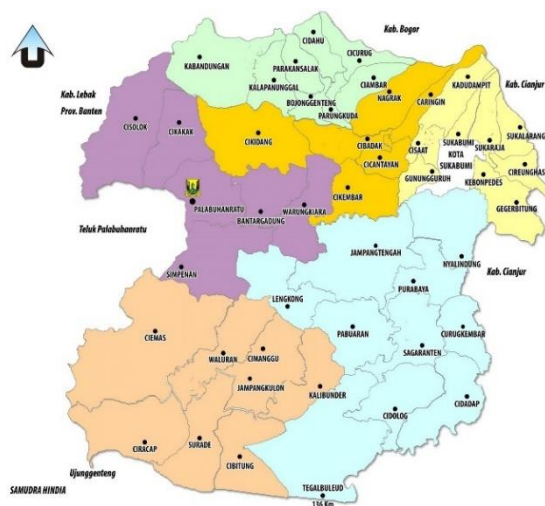 U
Kab. Bogor
CIDAHU
CICURUG
KABANDUNGAN
PARAKANSALAK
KALAPANUNGGAL
CIAMBAR
BOJONGGENTENG
NAGRAK
PARUNGKUDA
KADUDAMPIT
CARINGIN
Kab. Cianjur
Kab. Lebak
Prov. Banten
CISOLOK
CIKAKAK
CIKIDANG
CIBADAK
CISAAT
CICANTAYAN
SUKABUMI
KOTA
SUKABUMI
SUKALARANG
SUKARAJA
CIREUNGHAS
GUNUNGGURUH
KEBONPEDES
CIKEMBAR
GEGERBITUNG
PALABUHANRATU
BANTARGADUNG
WARUNGKIARA
Teluk Palabuhanratu
SIMPENAN
JAMPANGTENGAH
NYALINDUNG
Kab. Cianjur
PURABAYA
LENGKONG
PABUARAN
CURUGKEMBAR
SAGARANTEN
CIEMAS
WALURAN
CIMANGGU
JAMPANGKULON
KALIBUNDER
CIDOLOG
CIDADAP
CIRACAP
SURADE
CIBITUNG
Ujunggenteng
SAMUDRA HINDIA
TEGALBULEUD
136 Km